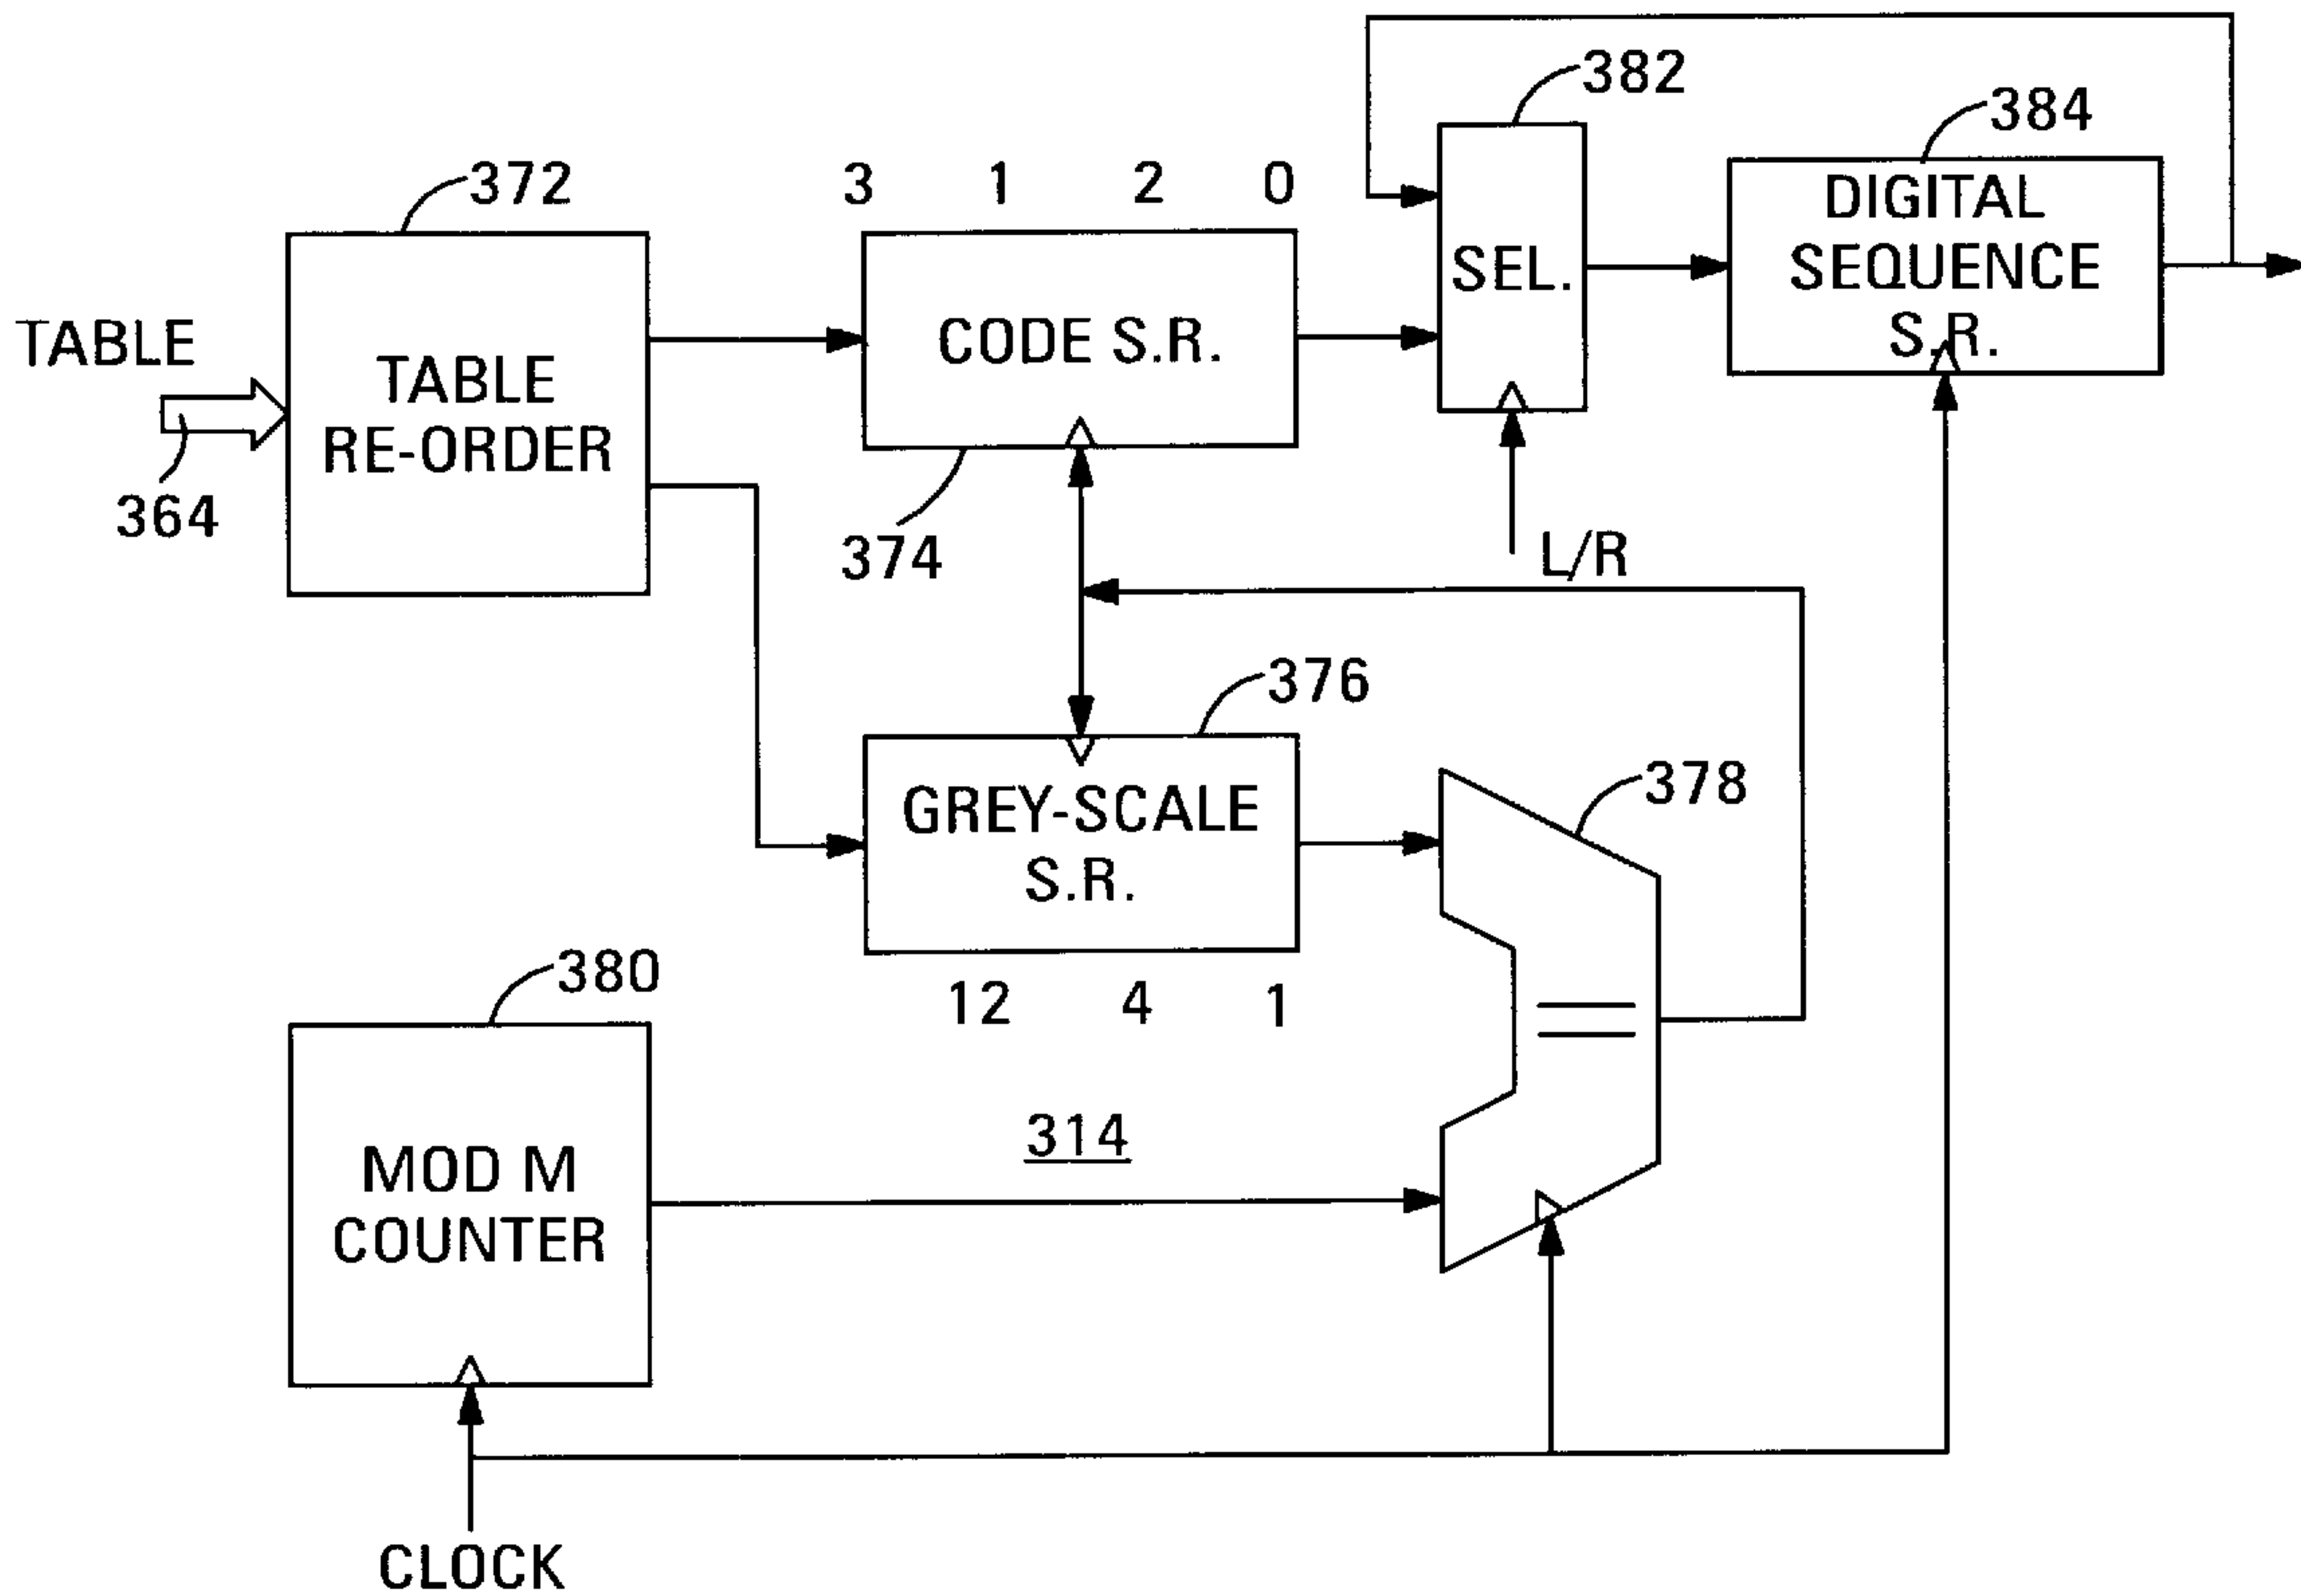 382
384
372
3 1 2 0
DIGITAL
SEQUENCE
S.R.
SEL.
TABLE
CODE S.R.
TABLE
RE-ORDER
364
374
L/R
376
378
GREY-SCALE
S.R.
380
12 4 1
314
MOD M
COUNTER
CLOCK